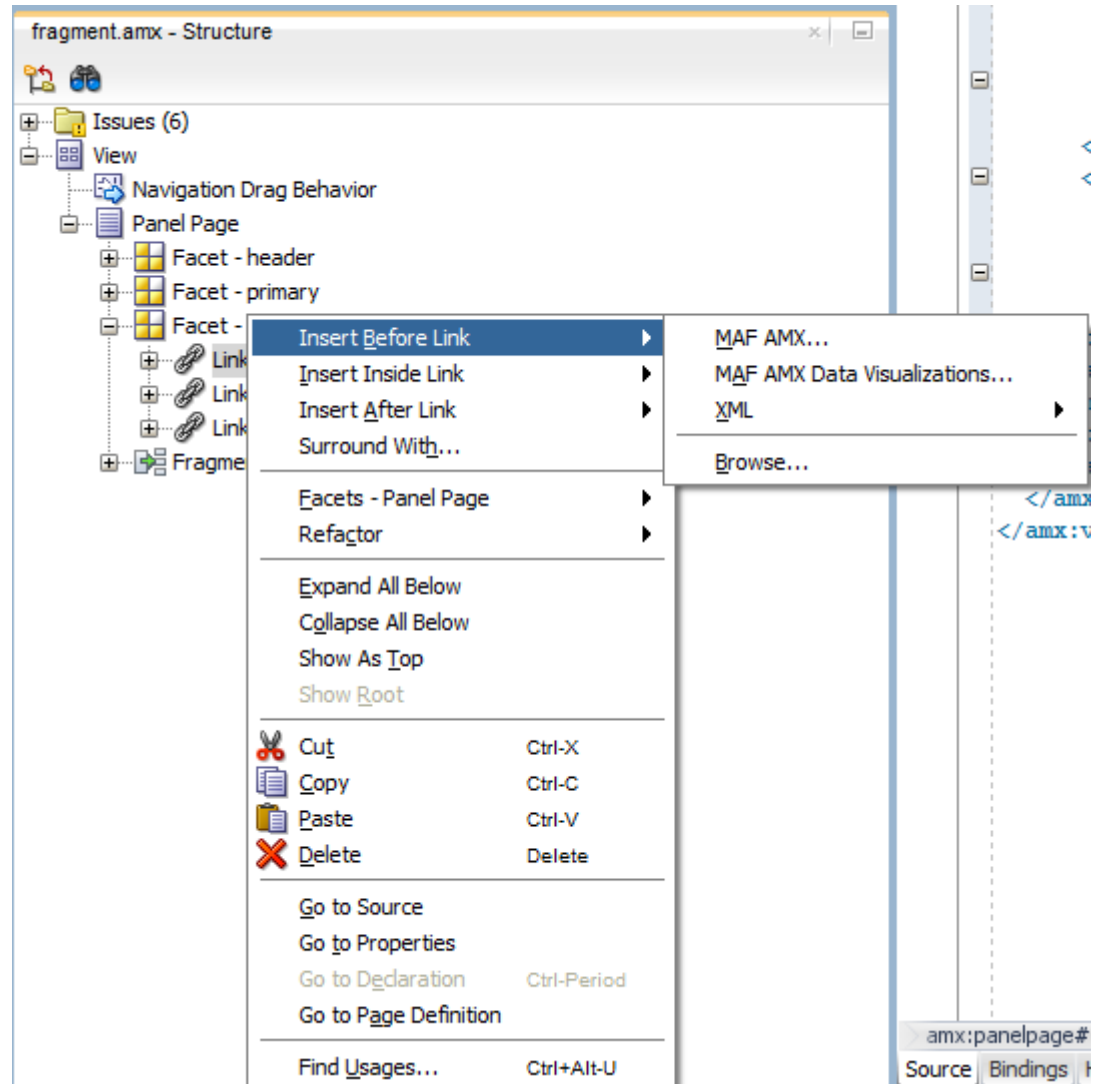 fragment.amx - Structure
Issues (6)
View
Navigation Drag Behavior
Panel Page
Facet - header
Facet - primary
Facet -
Link
Link
Link
Fragme
Insert Before Link
Insert Inside Link
Insert After Link
Surround With...
Facets - Panel Page
Refactor
Expand All Below
Collapse All Below
Show As Top
Show Root
Cut Ctrl-X
Copy Ctrl-C
Paste Ctrl-V
Delete Delete
Go to Source
Go to Properties
Go to Declaration Ctrl-Period
Go to Page Definition
Find Usages... Ctrl+Alt-U
MAF AMX...
MAF AMX Data Visualizations...
XML
Browse...
<
<
</amx
</amx:v
amx:panelpage#
Source Bindings